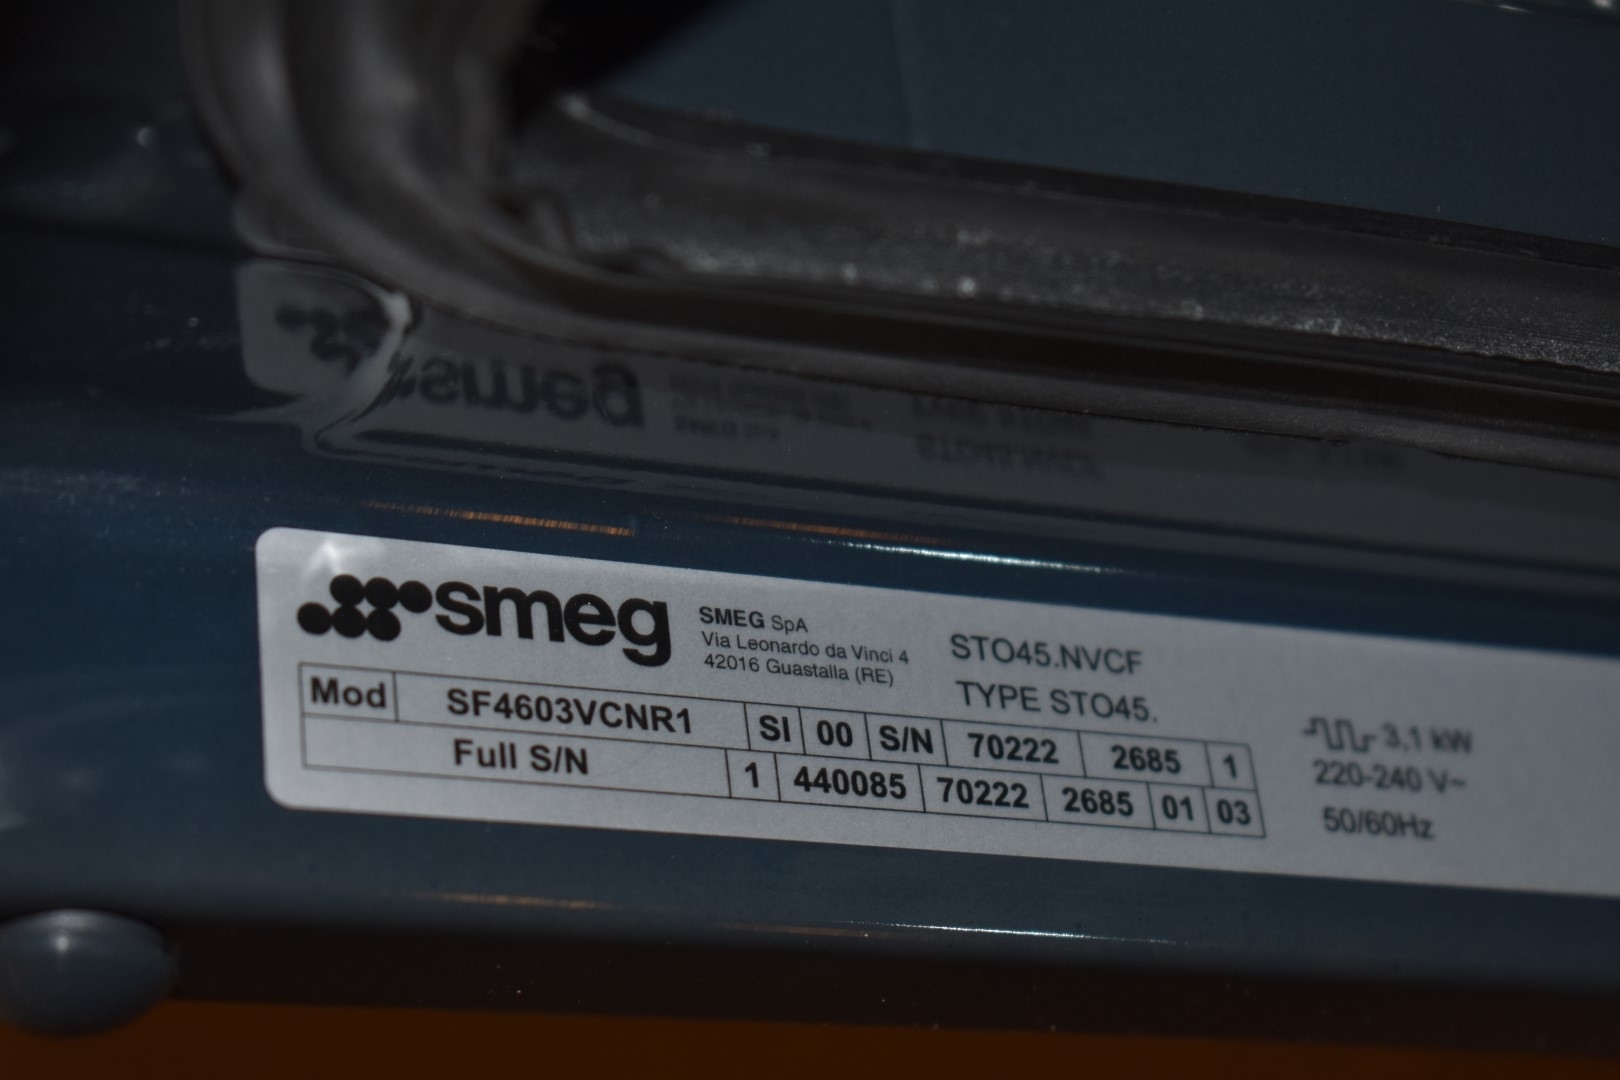 smeg
SMEG SpA
Via Leonardo da Vinci 4
42016 Guastalla (RE)
STO45.NVCF
TYPE STO45.
Mod SF4603VCNR1 SI 00 S/N 70222 2685 1
Full S/N 1 440085 70222 2685 01 03
3,1 kW
220-240 V~
50/60Hz